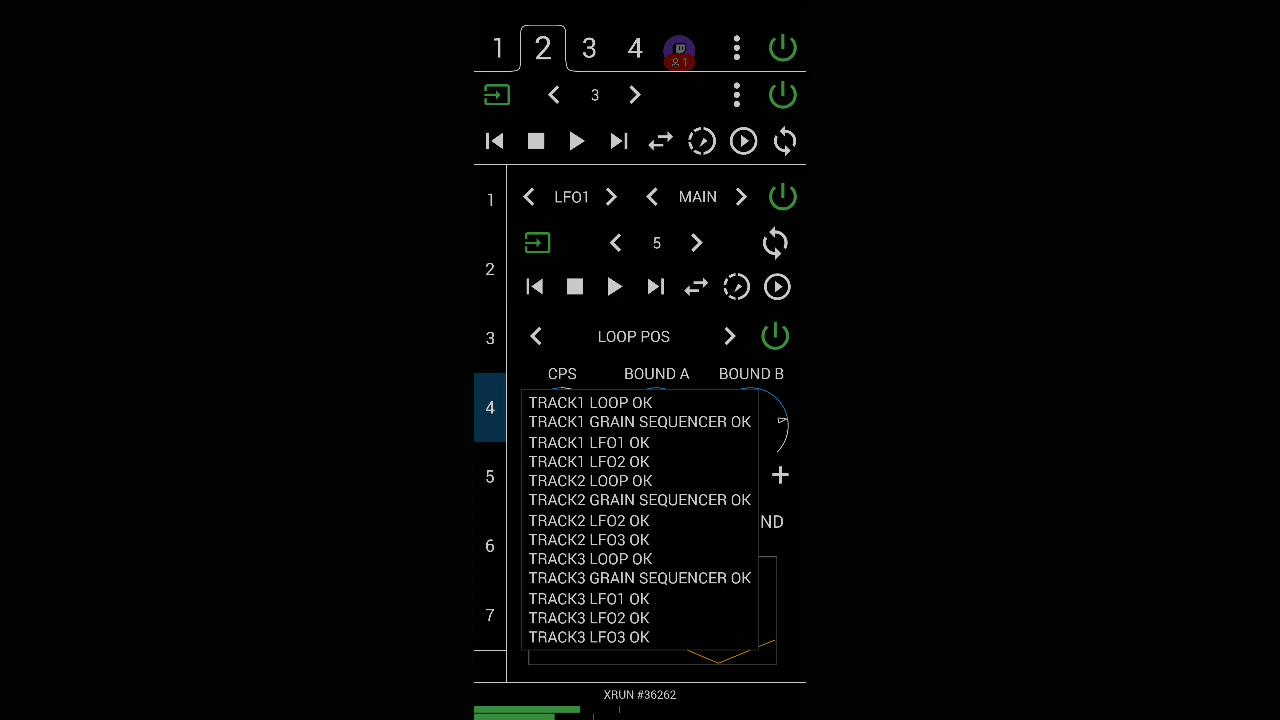 1 2 3 4
1
3
1 LFO1 MAIN
5
2
3 LOOP POS
CPS BOUND A BOUND B
4
5
6
7
TRACK1 LOOP OK
TRACK1 GRAIN SEQUENCER OK
TRACK1 LFO1 OK
TRACK1 LFO2 OK
TRACK2 LOOP OK
TRACK2 GRAIN SEQUENCER OK
TRACK2 LFO2 OK
TRACK2 LFO3 OK
TRACK3 LOOP OK
TRACK3 GRAIN SEQUENCER OK
TRACK3 LFO1 OK
TRACK3 LFO2 OK
TRACK3 LFO3 OK
ND
XRUN #36262